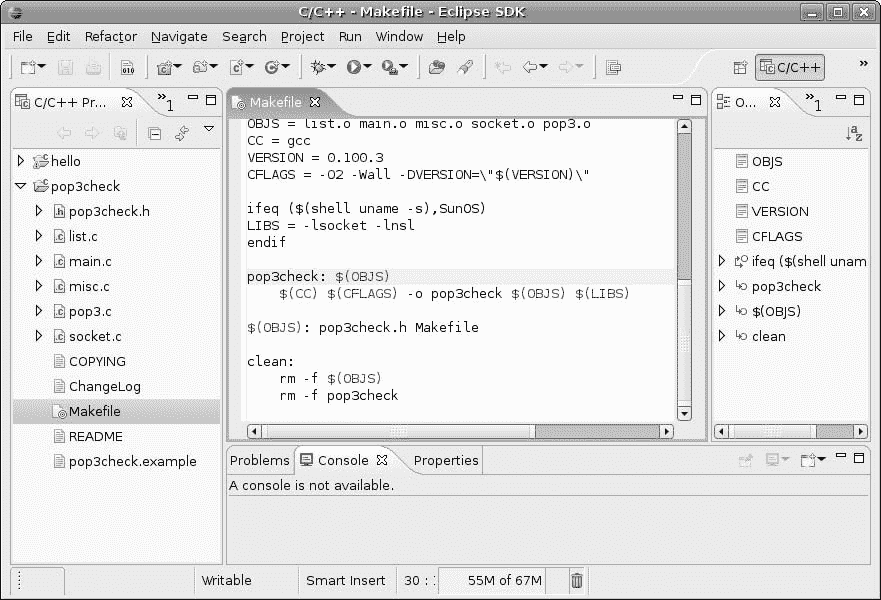 C/C++ - Makefile - Eclipse SDK
File Edit Refactor Navigate Search Project Run Window Help
010
C/C++
»
C/C++ Pr...
»1
hello
pop3check
pop3check.h
list.c
main.c
misc.c
pop3.c
socket.c
COPYING
ChangeLog
Makefile
README
pop3check.example
Makefile
OBJS = list.o main.o misc.o socket.o pop3.o
CC = gcc
VERSION = 0.100.3
CFLAGS = -O2 -Wall -DVERSION=\"$(VERSION)\"
ifeq ($(shell uname -s),SunOS)
LIBS = -lsocket -lnsl
endif
pop3check: $(OBJS)
$(CC) $(CFLAGS) -o pop3check $(OBJS) $(LIBS)
$(OBJS): pop3check.h Makefile
clean:
rm -f $(OBJS)
rm -f pop3check
O...
»1
OBJS
CC
VERSION
CFLAGS
ifeq ($(shell unam
pop3check
$(OBJS)
clean
Problems Console Properties
A console is not available.
Writable Smart Insert 30 : 55M of 67M